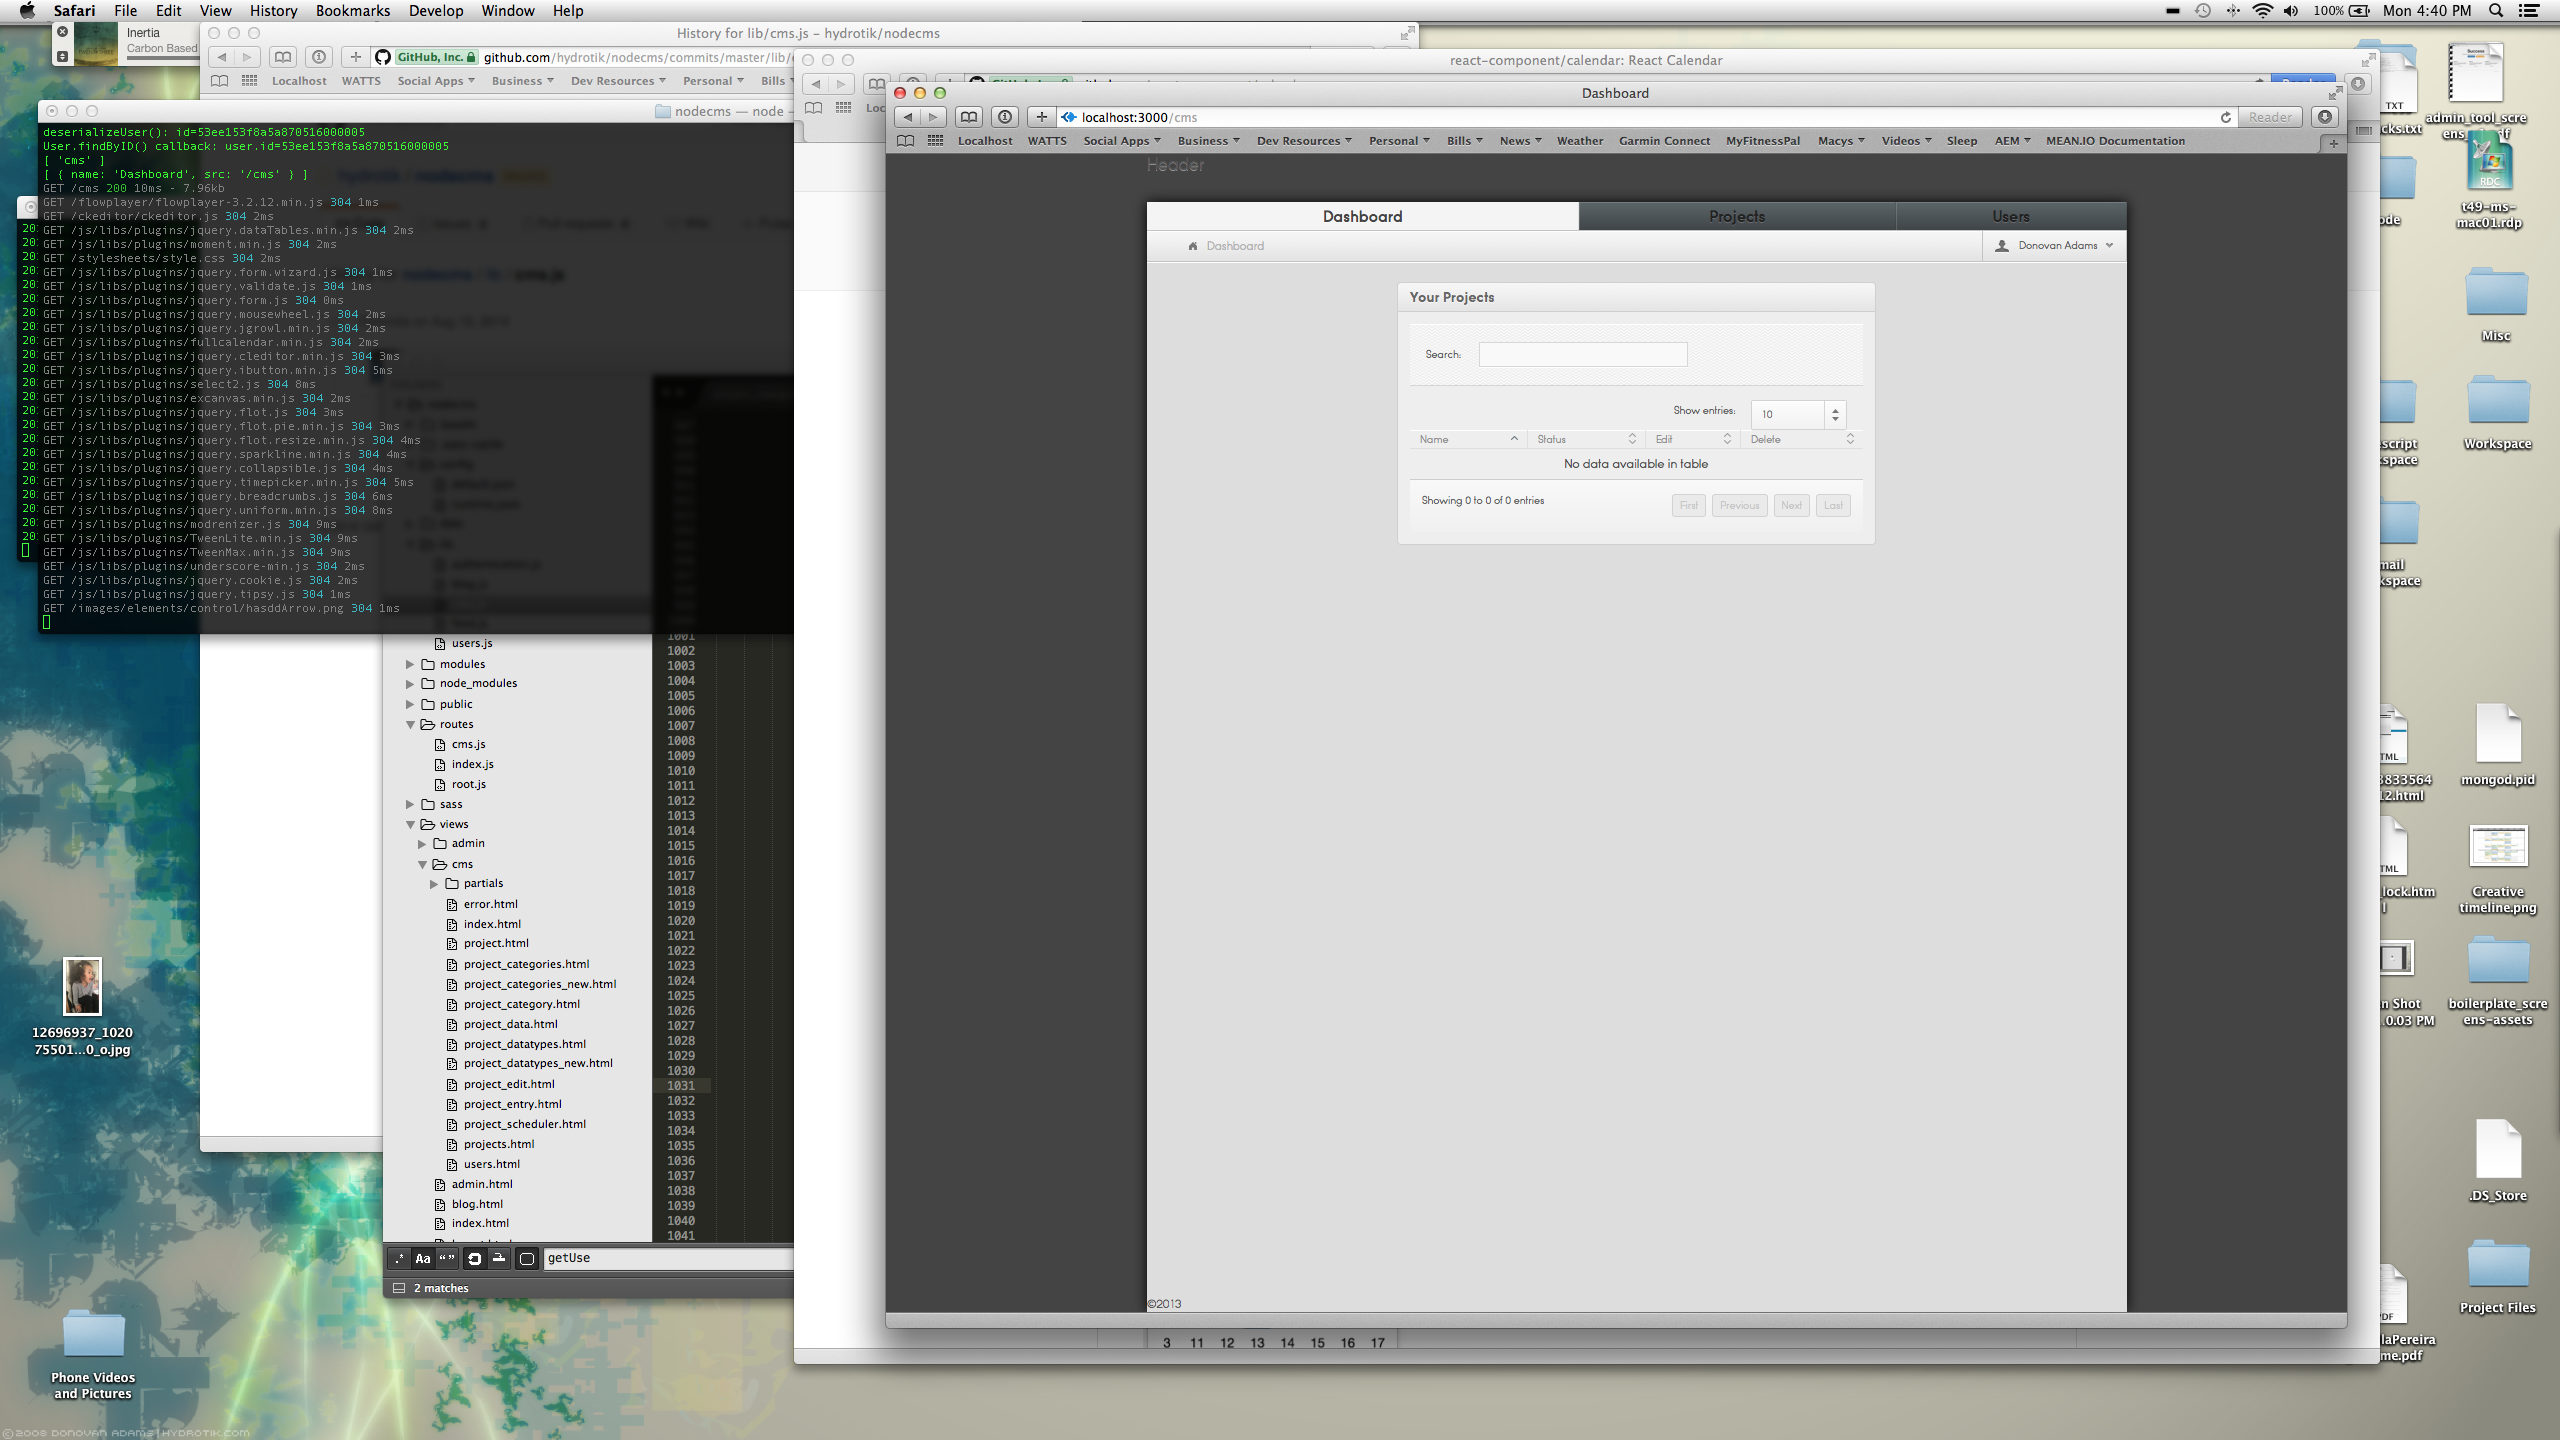 Safari File Edit View History Bookmarks Develop Window Help
100% Mon 4:40 PM
Inertia
Carbon Based
History for lib/cms.js – hydrotik/nodecms
GitHub, Inc. github.com/hydrotik/nodecms/commits/master/lib/
Localhost WATTS Social Apps Business Dev Resources Personal Bills
react-component/calendar: React Calendar
nodecms — node —
deserializeUser(): id=53ee153f8a5a870516000005
User.findByID() callback: user.id=53ee153f8a5a870516000005
[ 'cms' ]
[ { name: 'Dashboard', src: '/cms' } ]
GET /cms 200 10ms - 7.96kb
GET /flowplayer/flowplayer-3.2.12.min.js 304 1ms
GET /ckeditor/ckeditor.js 304 2ms
GET /js/libs/plugins/jquery.dataTables.min.js 304 2ms
GET /js/libs/plugins/moment.min.js 304 2ms
GET /stylesheets/style.css 304 2ms
GET /js/libs/plugins/jquery.form.wizard.js 304 1ms
GET /js/libs/plugins/jquery.validate.js 304 1ms
GET /js/libs/plugins/jquery.form.js 304 0ms
GET /js/libs/plugins/jquery.mousewheel.js 304 2ms
GET /js/libs/plugins/jquery.jgrowl.min.js 304 2ms
GET /js/libs/plugins/fullcalendar.min.js 304 2ms
GET /js/libs/plugins/jquery.cleditor.min.js 304 3ms
GET /js/libs/plugins/jquery.ibutton.min.js 304 5ms
GET /js/libs/plugins/select2.js 304 8ms
GET /js/libs/plugins/excanvas.min.js 304 2ms
GET /js/libs/plugins/jquery.flot.js 304 3ms
GET /js/libs/plugins/jquery.flot.pie.min.js 304 3ms
GET /js/libs/plugins/jquery.flot.resize.min.js 304 4ms
GET /js/libs/plugins/jquery.sparkline.min.js 304 4ms
GET /js/libs/plugins/jquery.collapsible.js 304 4ms
GET /js/libs/plugins/jquery.timepicker.min.js 304 5ms
GET /js/libs/plugins/jquery.breadcrumbs.js 304 6ms
GET /js/libs/plugins/jquery.uniform.min.js 304 8ms
GET /js/libs/plugins/modrenizer.js 304 9ms
GET /js/libs/plugins/TweenLite.min.js 304 9ms
GET /js/libs/plugins/TweenMax.min.js 304 9ms
GET /js/libs/plugins/underscore-min.js 304 2ms
GET /js/libs/plugins/jquery.cookie.js 304 2ms
GET /js/libs/plugins/jquery.tipsy.js 304 1ms
GET /images/elements/control/hasddArrow.png 304 1ms
users.js
modules
node_modules
public
routes
cms.js
index.js
root.js
sass
views
admin
cms
partials
error.html
index.html
project.html
project_categories.html
project_categories_new.html
project_category.html
project_data.html
project_datatypes.html
project_datatypes_new.html
project_edit.html
project_entry.html
project_scheduler.html
projects.html
users.html
admin.html
blog.html
index.html
1001
1002
1003
1004
1005
1006
1007
1008
1009
1010
1011
1012
1013
1014
1015
1016
1017
1018
1019
1020
1021
1022
1023
1024
1025
1026
1027
1028
1029
1030
1031
1032
1033
1034
1035
1036
1037
1038
1039
1040
1041
Aa “ ” getUse
2 matches
Dashboard
localhost:3000/cms Reader
Localhost WATTS Social Apps Business Dev Resources Personal Bills News Weather Garmin Connect MyFitnessPal Macys Videos Sleep AEM MEAN.IO Documentation
Header
Dashboard Projects Users
Dashboard Donovan Adams
Your Projects
Search:
Show entries: 10
Name Status Edit Delete
No data available in table
Showing 0 to 0 of 0 entries First Previous Next Last
©2013
3 11 12 13 14 15 16 17
TXT
cks.txt
admin_tool_scre
RDC
t49-ms-
mac01.rdp
Misc
script
kspace
Workspace
mail
kspace
TML
3833564
12.html
mongod.pid
TML
_lock.htm
l
Creative
timeline.png
n Shot
.0.03 PM
boilerplate_scre
ens-assets
.DS_Store
PDF
laPereira
me.pdf
Project Files
12696937_1020
75501...0_o.jpg
Phone Videos
and Pictures
©2009 DONOVAN ADAMS | HYDROTIK.COM